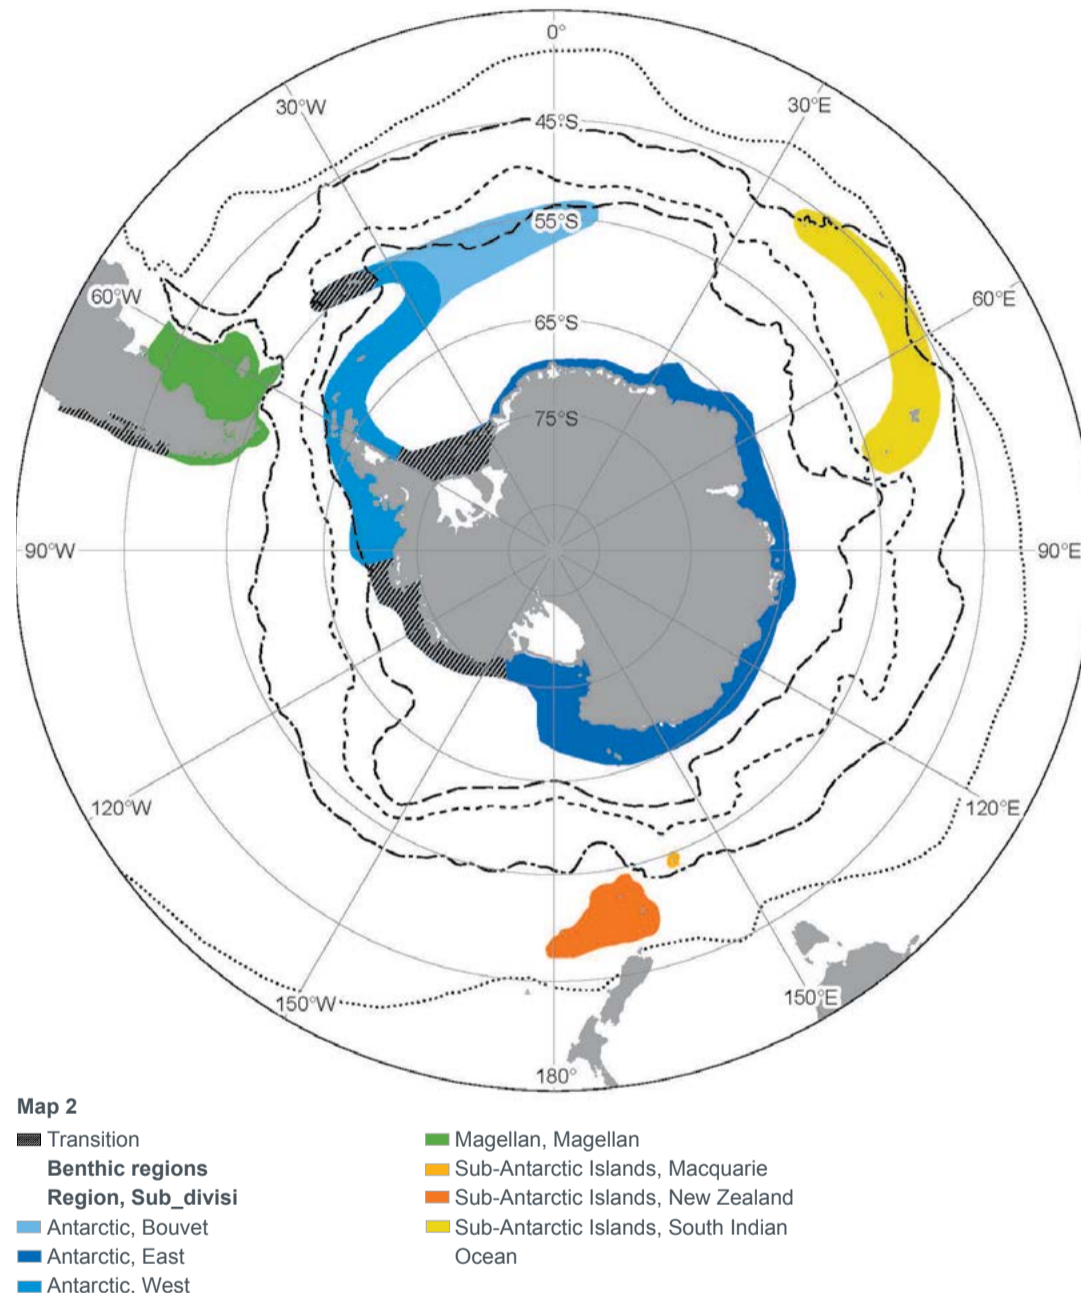 0°
30°W
30°E
45°S
55°S
60°W
60°E
65°S
75°S
90°W
90°E
120°W
120°E
150°W
150°E
180°
Map 2
Transition
Benthic regions
Region, Sub_divisi
Antarctic, Bouvet
Antarctic, East
Antarctic, West
Magellan, Magellan
Sub-Antarctic Islands, Macquarie
Sub-Antarctic Islands, New Zealand
Sub-Antarctic Islands, South Indian
Ocean